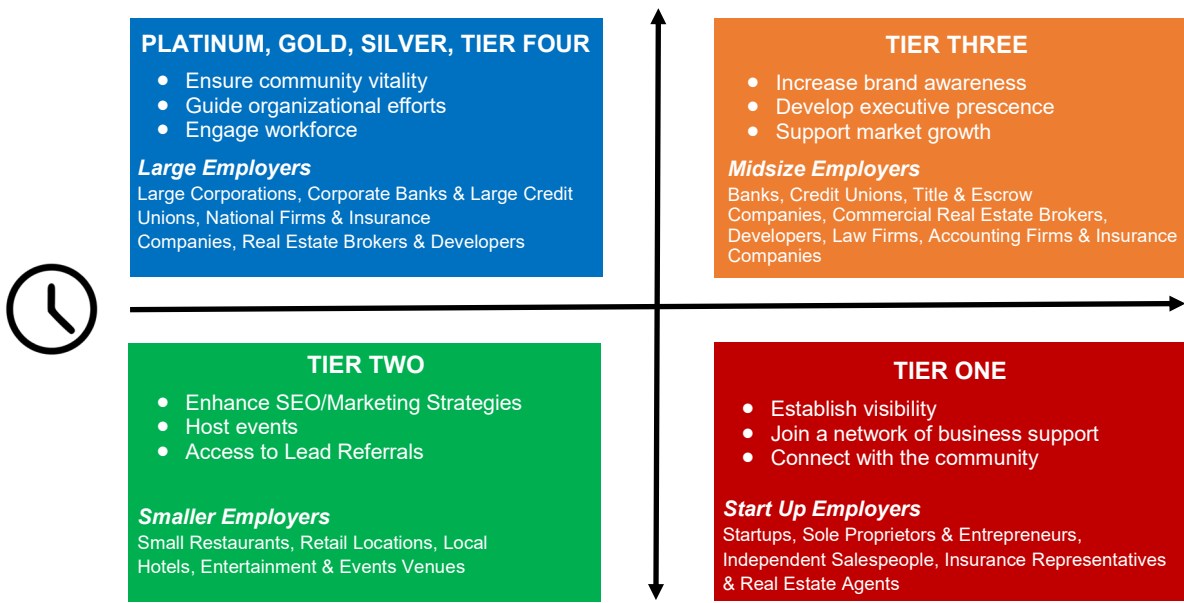 PLATINUM, GOLD, SILVER, TIER FOUR
● Ensure community vitality
● Guide organizational efforts
● Engage workforce
Large Employers
Large Corporations, Corporate Banks & Large Credit
Unions, National Firms & Insurance
Companies, Real Estate Brokers & Developers
TIER THREE
● Increase brand awareness
● Develop executive prescence
● Support market growth
Midsize Employers
Banks, Credit Unions, Title & Escrow
Companies, Commercial Real Estate Brokers,
Developers, Law Firms, Accounting Firms & Insurance
Companies
TIER TWO
● Enhance SEO/Marketing Strategies
● Host events
● Access to Lead Referrals
Smaller Employers
Small Restaurants, Retail Locations, Local
Hotels, Entertainment & Events Venues
TIER ONE
● Establish visibility
● Join a network of business support
● Connect with the community
Start Up Employers
Startups, Sole Proprietors & Entrepreneurs,
Independent Salespeople, Insurance Representatives
& Real Estate Agents